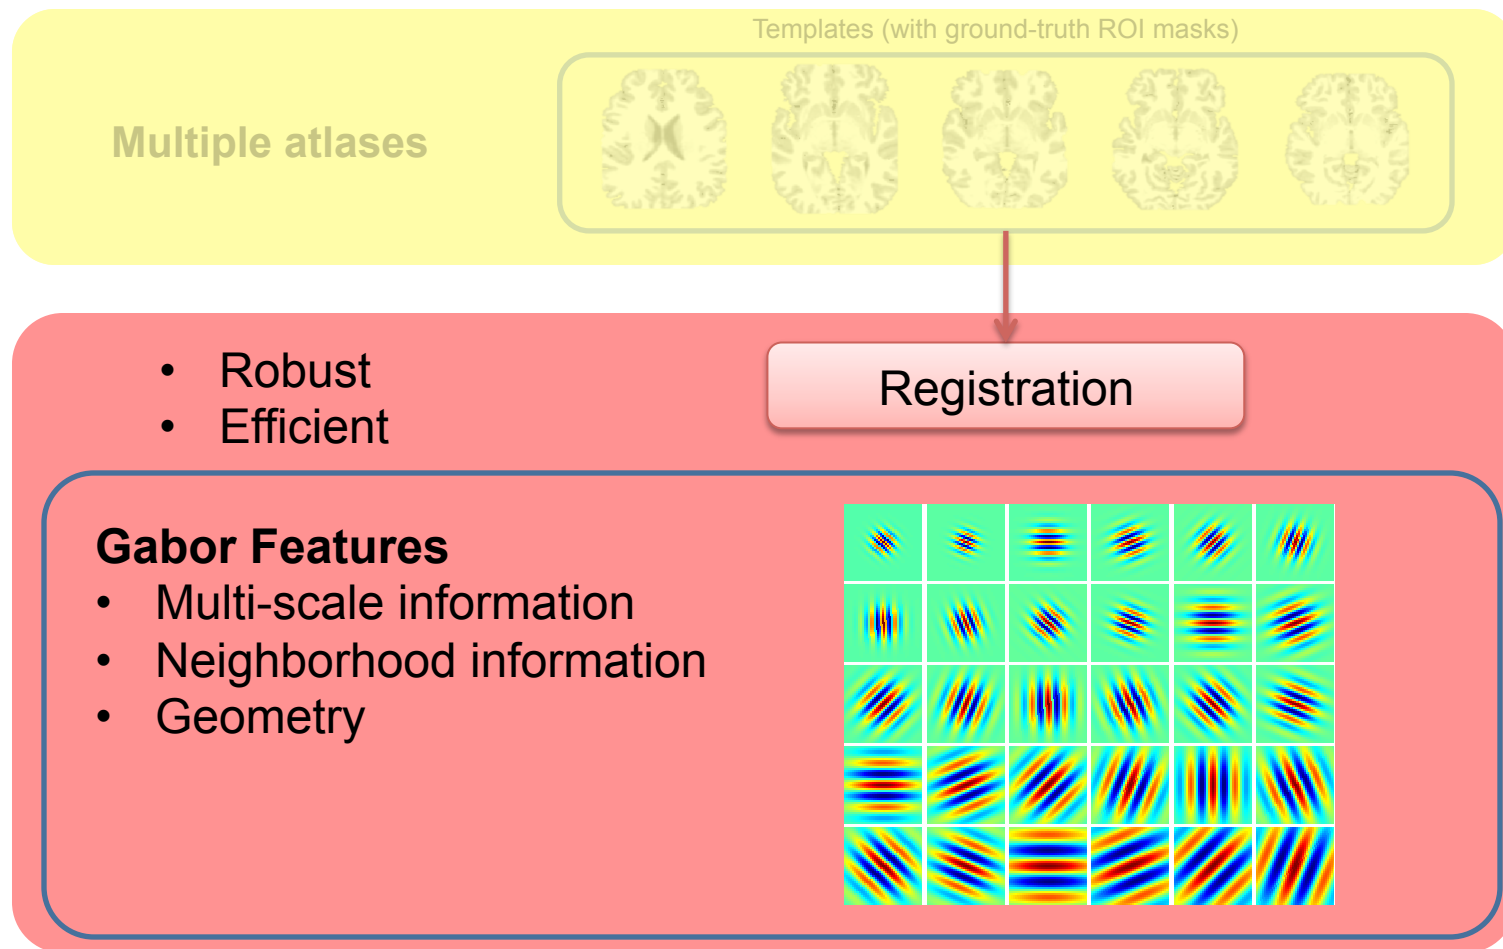 Templates (with ground-truth ROI masks)
Multiple atlases
• Robust
• Efficient
Registration
Gabor Features
• Multi-scale information
• Neighborhood information
• Geometry